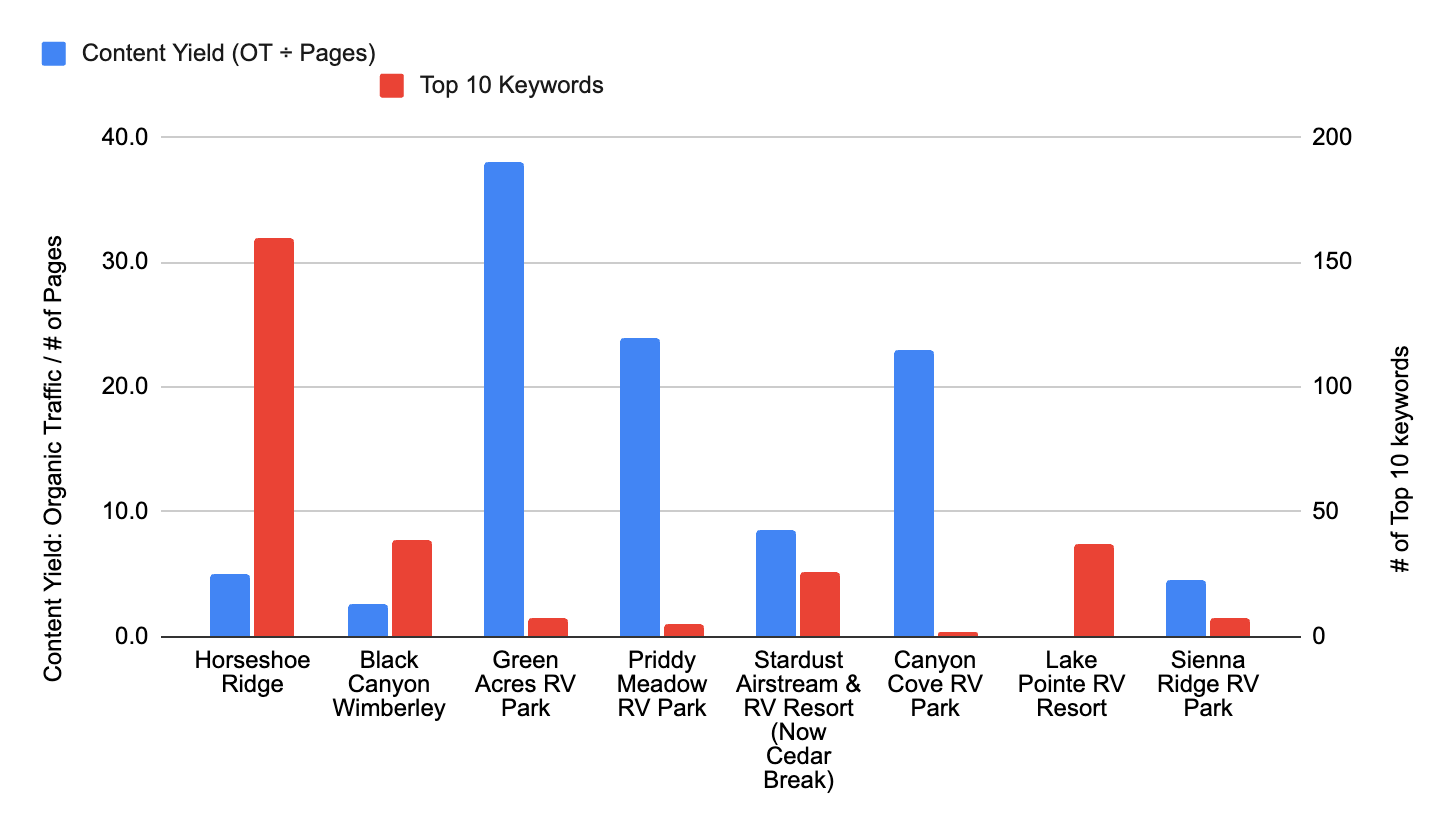 Content Yield (OT ÷ Pages)
Top 10 Keywords
40.0
30.0
20.0
10.0
0.0
200
150
100
50
0
Content Yield: Organic Traffic / # of Pages
# of Top 10 keywords
Horseshoe
Ridge
Black
Canyon
Wimberley
Green
Acres RV
Park
Priddy
Meadow
RV Park
Stardust
Airstream &
RV Resort
(Now
Cedar
Break)
Canyon
Cove RV
Park
Lake
Pointe RV
Resort
Sienna
Ridge RV
Park